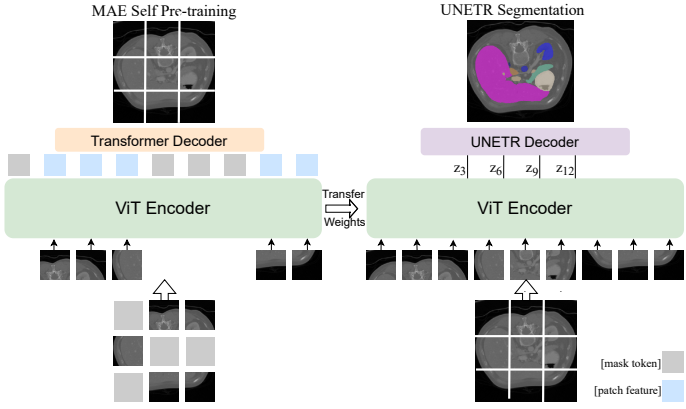 MAE Self Pre-training
UNETR Segmentation
Transformer Decoder
UNETR Decoder
z3 z6 z9 z12
ViT Encoder
Transfer
Weights
ViT Encoder
[mask token]
[patch feature]